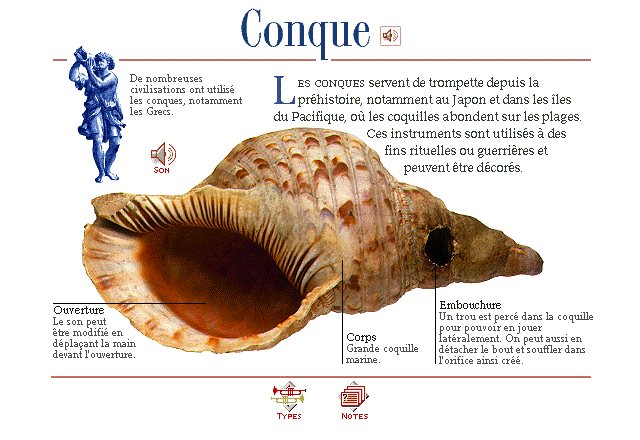 Conque
De nombreuses
civilisations ont utilisé
les conques, notamment
les Grecs.
Son
Les conques servent de trompette depuis la
préhistoire, notamment au Japon et dans les îles
du Pacifique, où les coquilles abondent sur les plages.
Ces instruments sont utilisés à des
fins rituelles ou guerrières et
peuvent être décorés.
Ouverture
Le son peut
être modifié en
déplaçant la main
devant l'ouverture.
Corps
Grande coquille
marine.
Embouchure
Un trou est percé dans la coquille
pour pouvoir en jouer
latéralement. On peut aussi en
détacher le bout et souffler dans
l'orifice ainsi créé.
Types
Notes